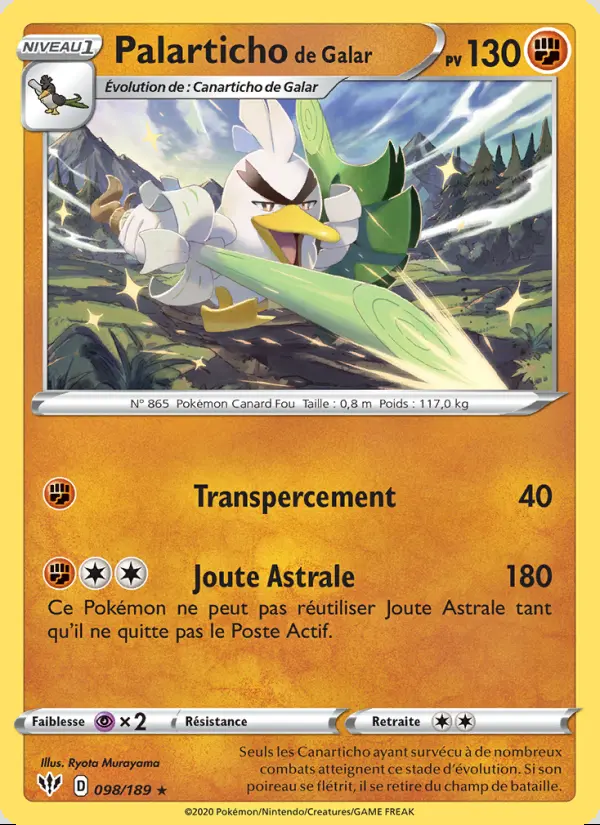 NIVEAU 1
Palarticho de Galar
PV 130
Évolution de : Canarticho de Galar
N° 865 Pokémon Canard Fou Taille : 0,8 m Poids : 117,0 kg
Transpercement 40
Joute Astrale 180
Ce Pokémon ne peut pas réutiliser Joute Astrale tant
qu'il ne quitte pas le Poste Actif.
Faiblesse ×2 Résistance Retraite
Illus. Ryota Murayama
D 098/189 ★
Seuls les Canarticho ayant survécu à de nombreux
combats atteignent ce stade d'évolution. Si son
poireau se flétrit, il se retire du champ de bataille.
©2020 Pokémon/Nintendo/Creatures/GAME FREAK